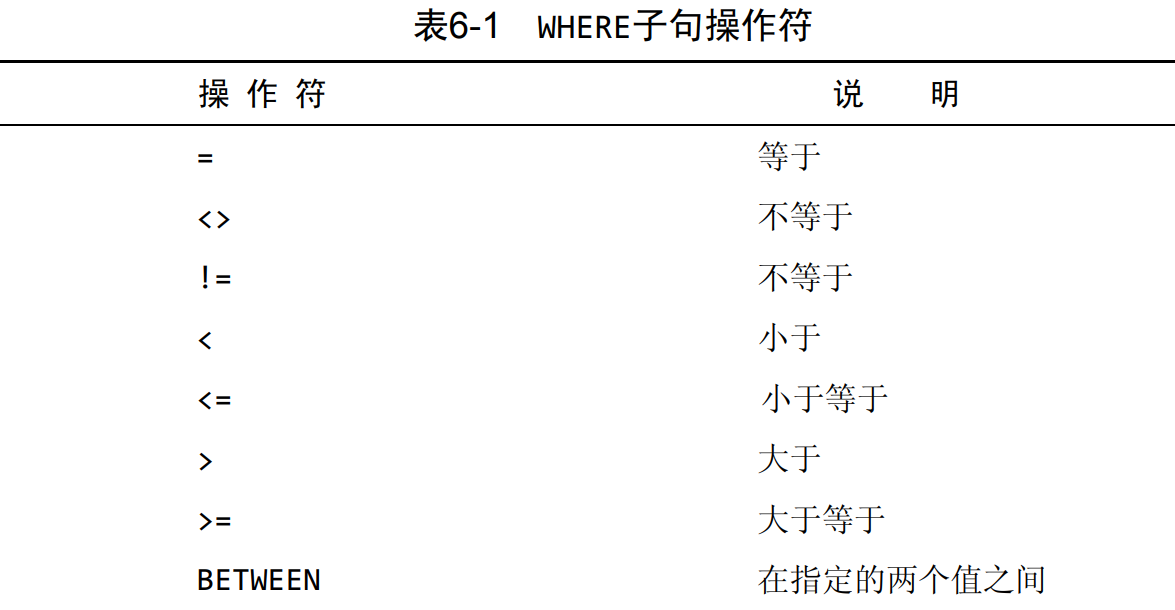 表6-1 WHERE子句操作符
操 作 符 说 明
= 等于
<> 不等于
!= 不等于
< 小于
<= 小于等于
> 大于
>= 大于等于
BETWEEN 在指定的两个值之间